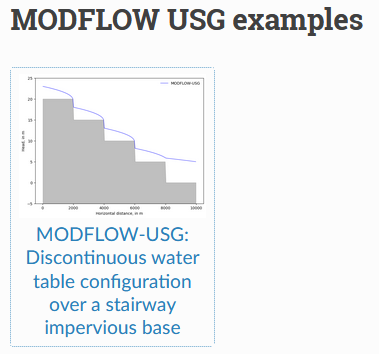 MODFLOW USG examples
MODFLOW-USG
25
20
15
10
5
0
−5
Head, in m
0 2000 4000 6000 8000 10000
Horizontal distance, in m
MODFLOW-USG:
Discontinuous water
table configuration
over a stairway
impervious base